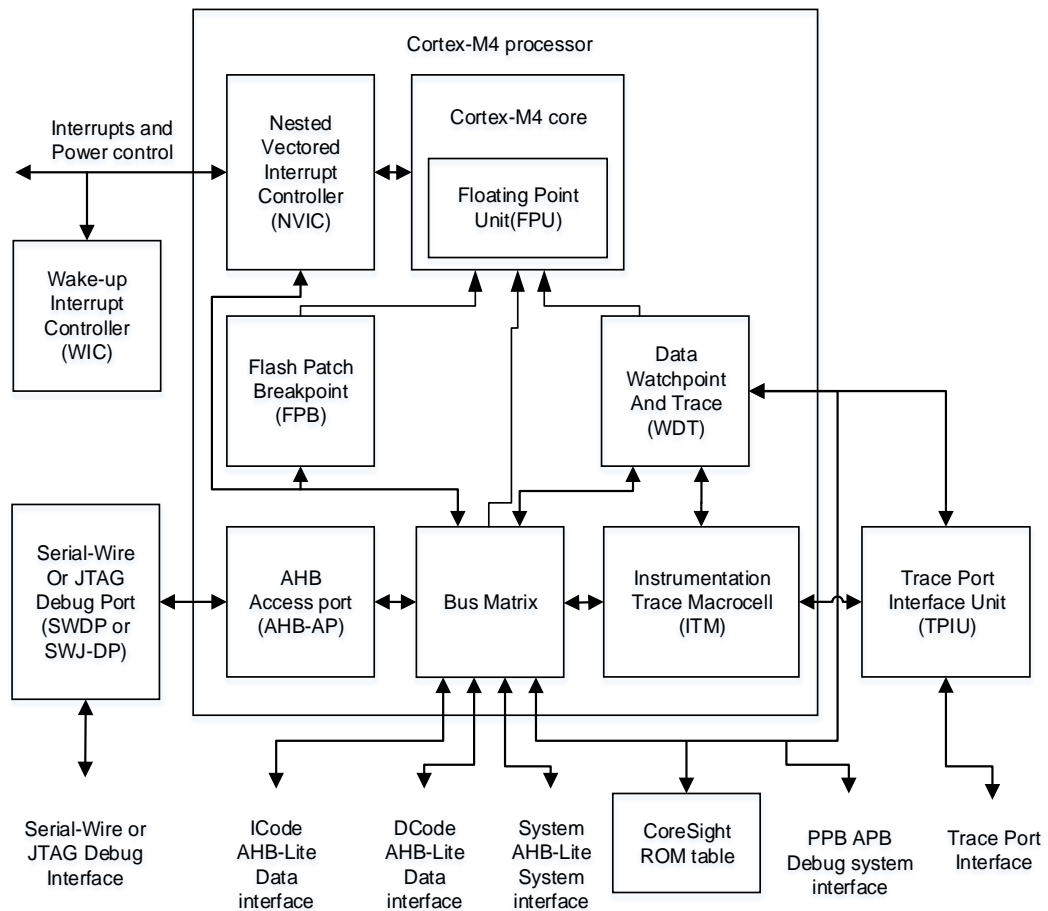 Cortex-M4 processor
Interrupts and
Power control
Nested
Vectored
Interrupt
Controller
(NVIC)
Cortex-M4 core
Floating Point
Unit(FPU)
Wake-up
Interrupt
Controller
(WIC)
Flash Patch
Breakpoint
(FPB)
Data
Watchpoint
And Trace
(WDT)
Serial-Wire
Or JTAG
Debug Port
(SWDP or
SWJ-DP)
AHB
Access port
(AHB-AP)
Bus Matrix
Instrumentation
Trace Macrocell
(ITM)
Trace Port
Interface Unit
(TPIU)
Serial-Wire or
JTAG Debug
Interface
ICode
AHB-Lite
Data
interface
DCode
AHB-Lite
Data
interface
System
AHB-Lite
System
interface
CoreSight
ROM table
PPB APB
Debug system
interface
Trace Port
Interface